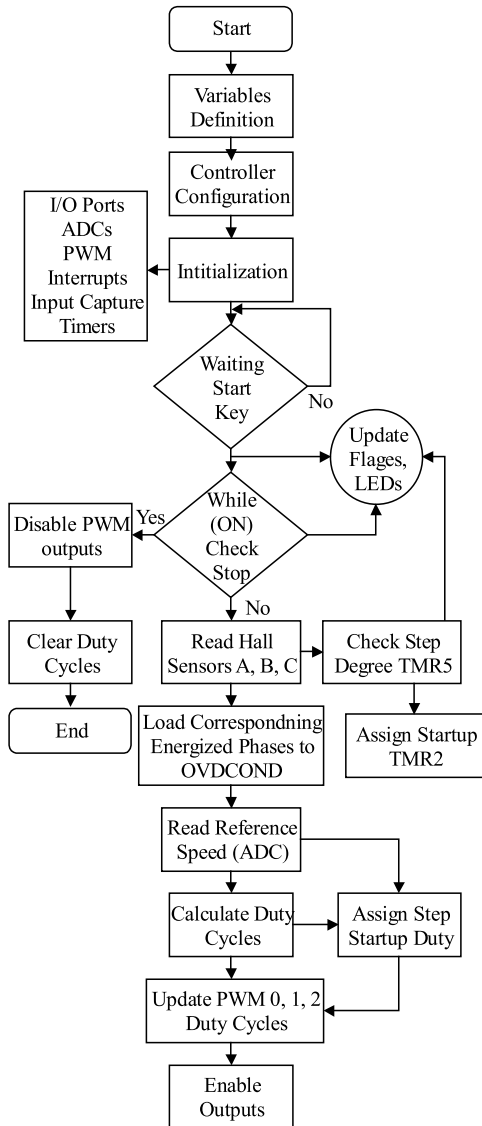 Start
Variables
Definition
Controller
Configuration
I/O Ports
ADCs
PWM
Interrupts
Input Capture
Timers
Intitialization
Waiting
Start
Key
No
Update
Flages,
LEDs
While
(ON)
Check
Stop
Yes
Disable PWM
outputs
No
Clear Duty
Cycles
End
Read Hall
Sensors A, B, C
Check Step
Degree TMR5
Assign Startup
TMR2
Load Correspondning
Energized Phases to
OVDCOND
Read Reference
Speed (ADC)
Calculate Duty
Cycles
Assign Step
Startup Duty
Update PWM 0, 1, 2
Duty Cycles
Enable
Outputs